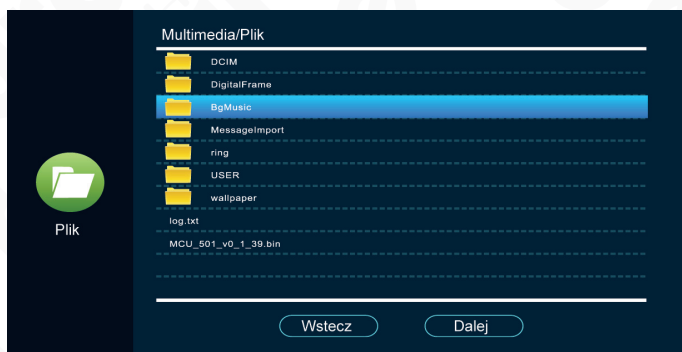 Multimedia/Plik
DCIM
DigitalFrame
BgMusic
MessageImport
ring
USER
wallpaper
log.txt
MCU_501_v0_1_39.bin
Plik
Wstecz
Dalej